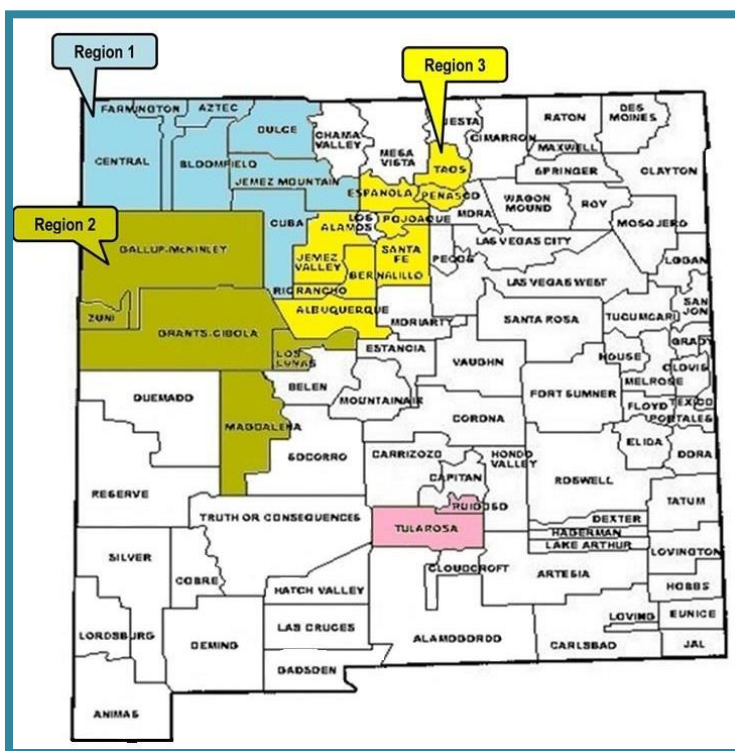 Region 1
Region 3
Region 2
FARMINGTON
AZTEC
DULCE
CHAMA
VALLEY
MESA
VISTA
CIMARRON
RATON
DES
MOINES
MAXWELL
CENTRAL
BLOOMFIELD
TAOS
SPRINGER
CLAYTON
JEMEZ MOUNTAIN
ESPANOLA
PENASCO
WAGON
MOUND
ROY
CUBA
LOS
ALAMOS
POJOAQUE
MORA
MOSQUERO
GALLUP-McKINLEY
JEMEZ
VALLEY
SANTA
FE
PECOS
LAS VEGAS CITY
LOGAN
BERNALILLO
RIO RANCHO
LAS VEGAS WEST
ZUNI
ALBUQUERQUE
MORIARTY
SANTA ROSA
TUCUMCARI
SAN
JON
GRANTS-CIBOLA
LOS
LUNAS
ESTANCIA
VAUGHN
HOUSE
GRADY
CLOVIS
QUEMADO
BELEN
MOUNTAINAIR
FORT SUMNER
MELROSE
TEXICO
FLOYD
PORTALES
MAGDALENA
CORONA
SOCORRO
CARRIZOZO
HONDO
VALLEY
ELIDA
DORA
RESERVE
CAPITAN
ROSWELL
TATUM
TRUTH OR CONSEQUENCES
RUIDOSO
TULAROSA
DEXTER
HAGERMAN
LAKE ARTHUR
LOVINGTON
SILVER
COBRE
CLOUDCROFT
ARTESIA
HATCH VALLEY
HOBBS
LORDSBURG
DEMING
LAS CRUCES
ALAMOGORDO
LOVING
CARLSBAD
EUNICE
JAL
GADSDEN
ANIMAS